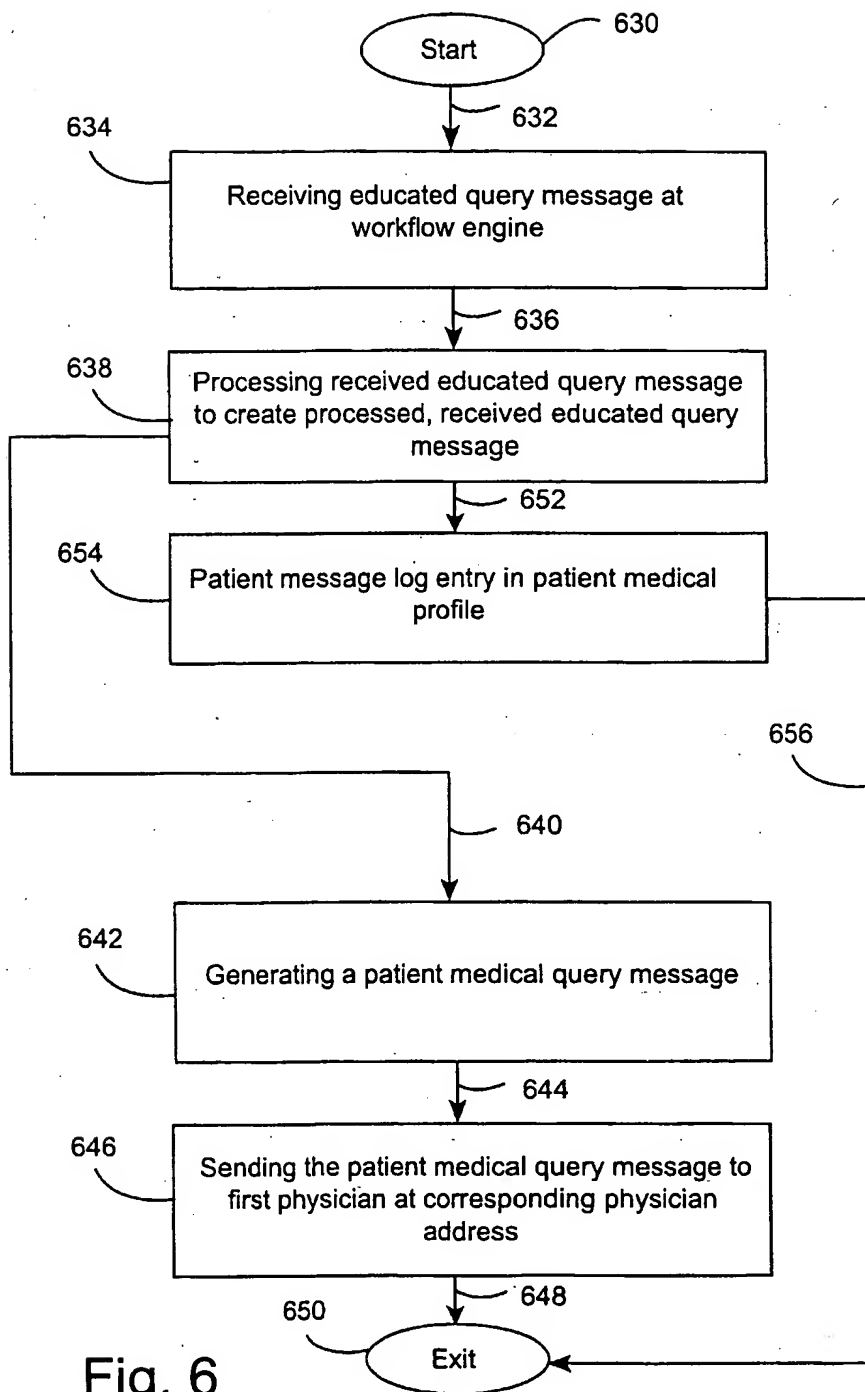 Start
630
632
634
Receiving educated query message at
workflow engine
636
638
Processing received educated query message
to create processed, received educated query
message
652
654
Patient message log entry in patient medical
profile
656
640
642
Generating a patient medical query message
644
646
Sending the patient medical query message to
first physician at corresponding physician
address
648
650
Exit
Fig. 6